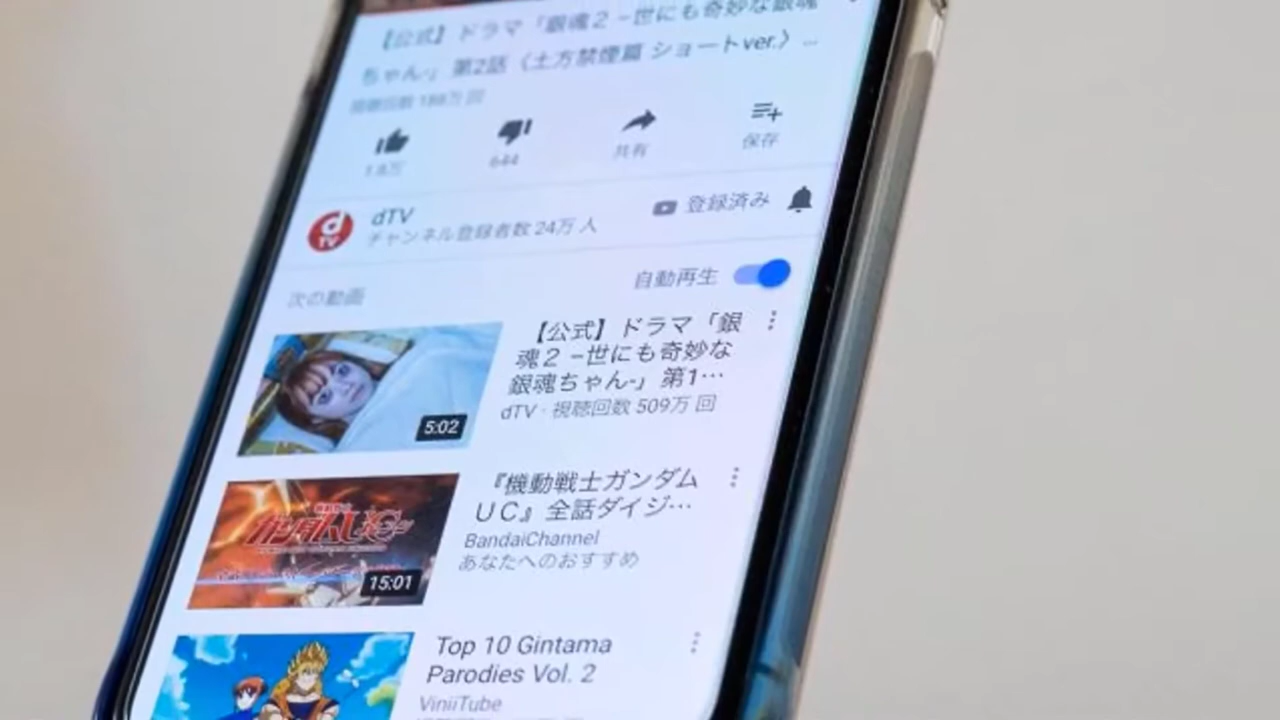 【公式】ドラマ「銀魂２ −世にも奇妙な銀魂
ちゃん-」第2話〈土方禁煙篇 ショートver.〉…
視聴回数 188万 回
1.8万
644
共有
保存
dTV
チャンネル登録者数 24万 人
登録済み
次の動画
自動再生
【公式】ドラマ「銀
魂２ −世にも奇妙な
銀魂ちゃん-」第1…
dTV · 視聴回数 509万 回
5:02
『機動戦士ガンダム
ＵＣ』全話ダイジ…
BandaiChannel
あなたへのおすすめ
15:01
Top 10 Gintama
Parodies Vol. 2
ViniiTube